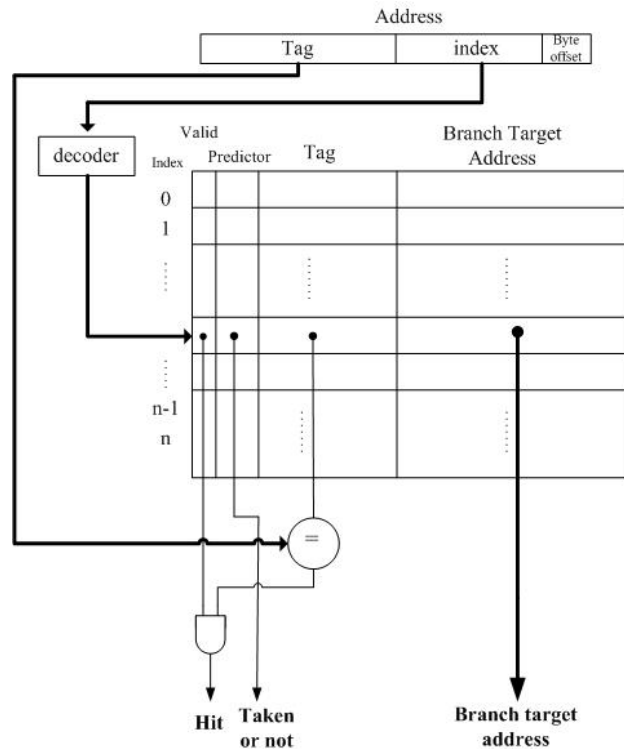 Address
Tag
index
Byte
offset
Valid
decoder
Index
Predictor
Tag
Branch Target
Address
0
1
......
......
......
......
n-1
n
......
......
=
Hit
Taken
or not
Branch target
address